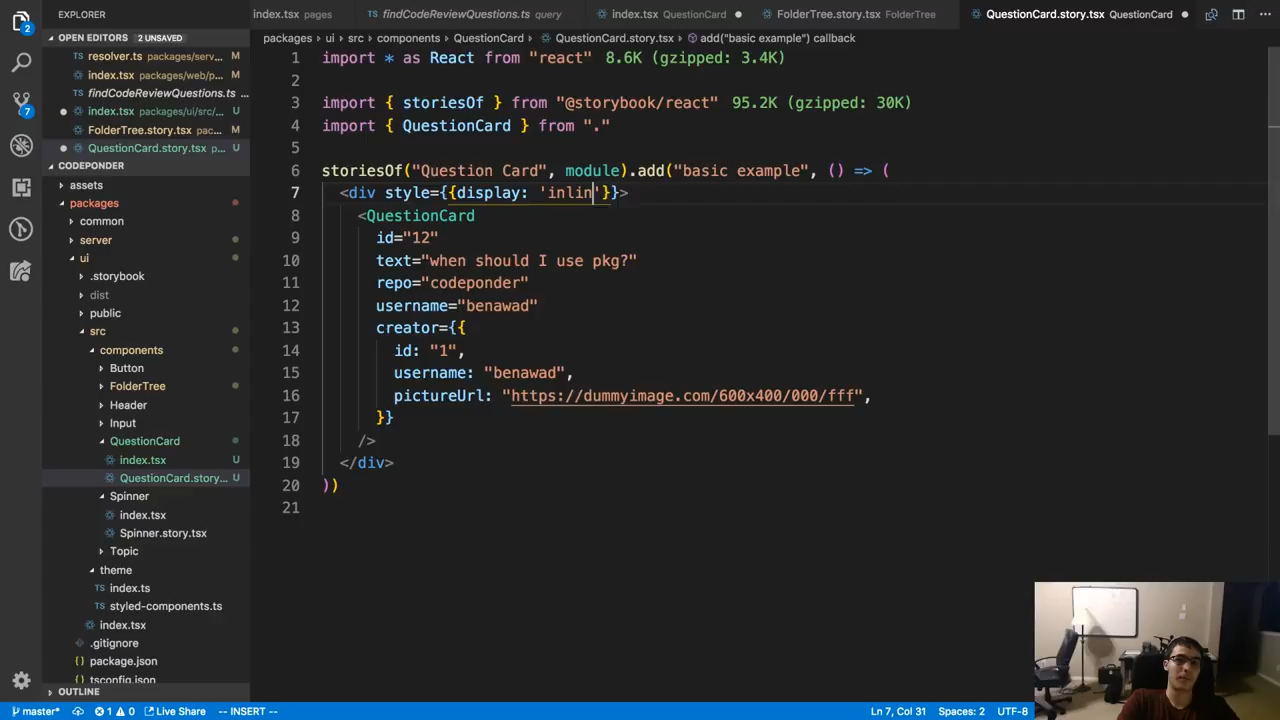 EXPLORER
OPEN EDITORS 2 UNSAVED
resolver.ts packages/serv... M
index.tsx packages/web/p... M
findCodeReviewQuestions.ts ...
index.tsx packages/ui/src/... U
FolderTree.story.tsx pac... M
QuestionCard.story.tsx p... U
CODEPONDER
assets
packages
common
server
ui
.storybook
dist
public
src
components
Button
FolderTree
Header
Input
QuestionCard
index.tsx U
QuestionCard.story... U
Spinner
index.tsx
Spinner.story.tsx
Topic
theme
index.ts
styled-components.ts
index.tsx
.gitignore
package.json
tsconfig.json
OUTLINE
2
7
index.tsx pages
findCodeReviewQuestions.ts query
index.tsx QuestionCard
FolderTree.story.tsx FolderTree
QuestionCard.story.tsx QuestionCard
packages › ui › src › components › QuestionCard › QuestionCard.story.tsx › add("basic example") callback
1 import * as React from "react" 8.6K (gzipped: 3.4K)
2
3 import { storiesOf } from "@storybook/react" 95.2K (gzipped: 30K)
4 import { QuestionCard } from "."
5
6 storiesOf("Question Card", module).add("basic example", () => (
7 <div style={{display: 'inlin'}}>
8 <QuestionCard
9 id="12"
10 text="when should I use pkg?"
11 repo="codeponder"
12 username="benawad"
13 creator={{
14 id: "1",
15 username: "benawad",
16 pictureUrl: "https://dummyimage.com/600x400/000/fff",
17 }}
18 />
19 </div>
20 ))
21
master* 1 0 Live Share -- INSERT -- Ln 7, Col 31 Spaces: 2 UTF-8